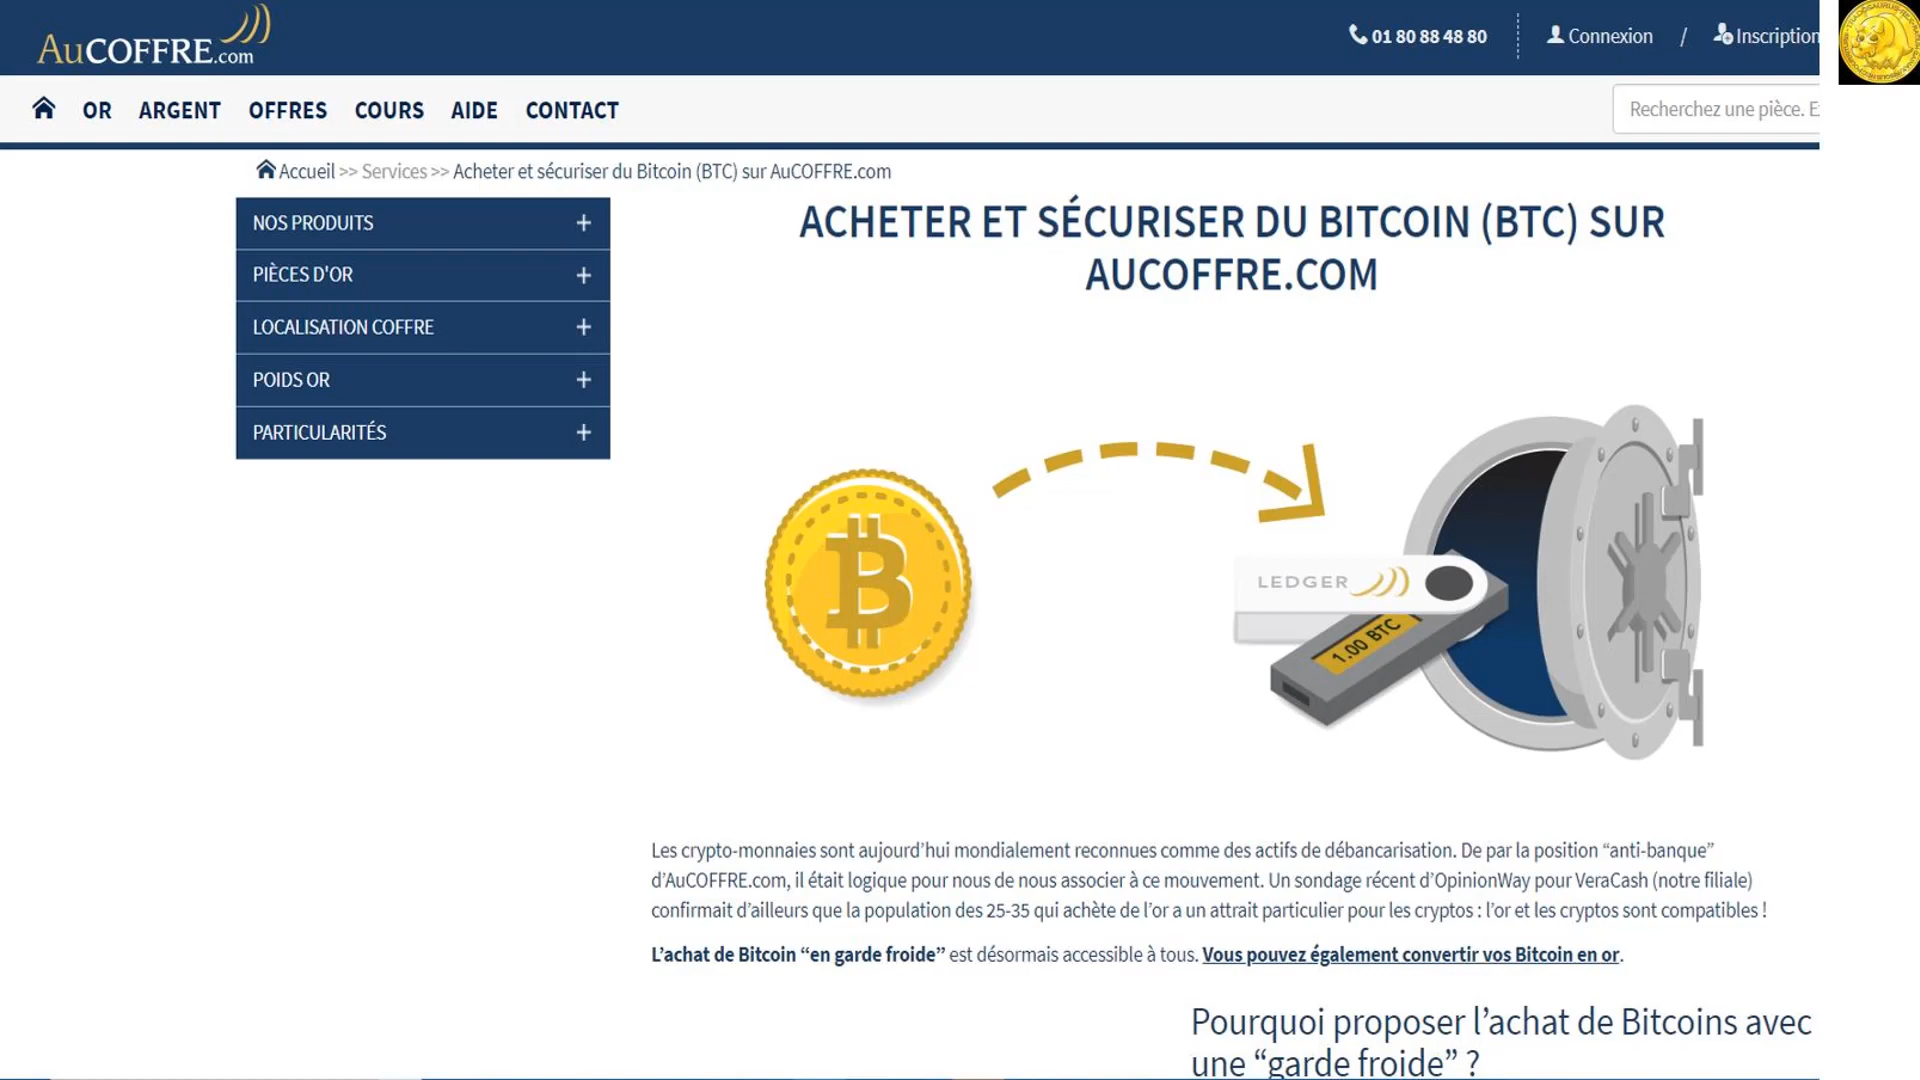 AuCOFFRE.com
01 80 88 48 80
Connexion / Inscription
OR ARGENT OFFRES COURS AIDE CONTACT
Recherchez une pièce.
Accueil >> Services >> Acheter et sécuriser du Bitcoin (BTC) sur AuCOFFRE.com
NOS PRODUITS +
PIÈCES D'OR +
LOCALISATION COFFRE +
POIDS OR +
PARTICULARITÉS +
ACHETER ET SÉCURISER DU BITCOIN (BTC) SUR
AUCOFFRE.COM
LEDGER
1.00 BTC
Les crypto-monnaies sont aujourd’hui mondialement reconnues comme des actifs de débancarisation. De par la position “anti-banque”
d’AuCOFFRE.com, il était logique pour nous de nous associer à ce mouvement. Un sondage récent d’OpinionWay pour VeraCash (notre filiale)
confirmait d’ailleurs que la population des 25-35 qui achète de l’or a un attrait particulier pour les cryptos : l’or et les cryptos sont compatibles !
L’achat de Bitcoin “en garde froide” est désormais accessible à tous. Vous pouvez également convertir vos Bitcoin en or.
Pourquoi proposer l’achat de Bitcoins avec
une “garde froide” ?